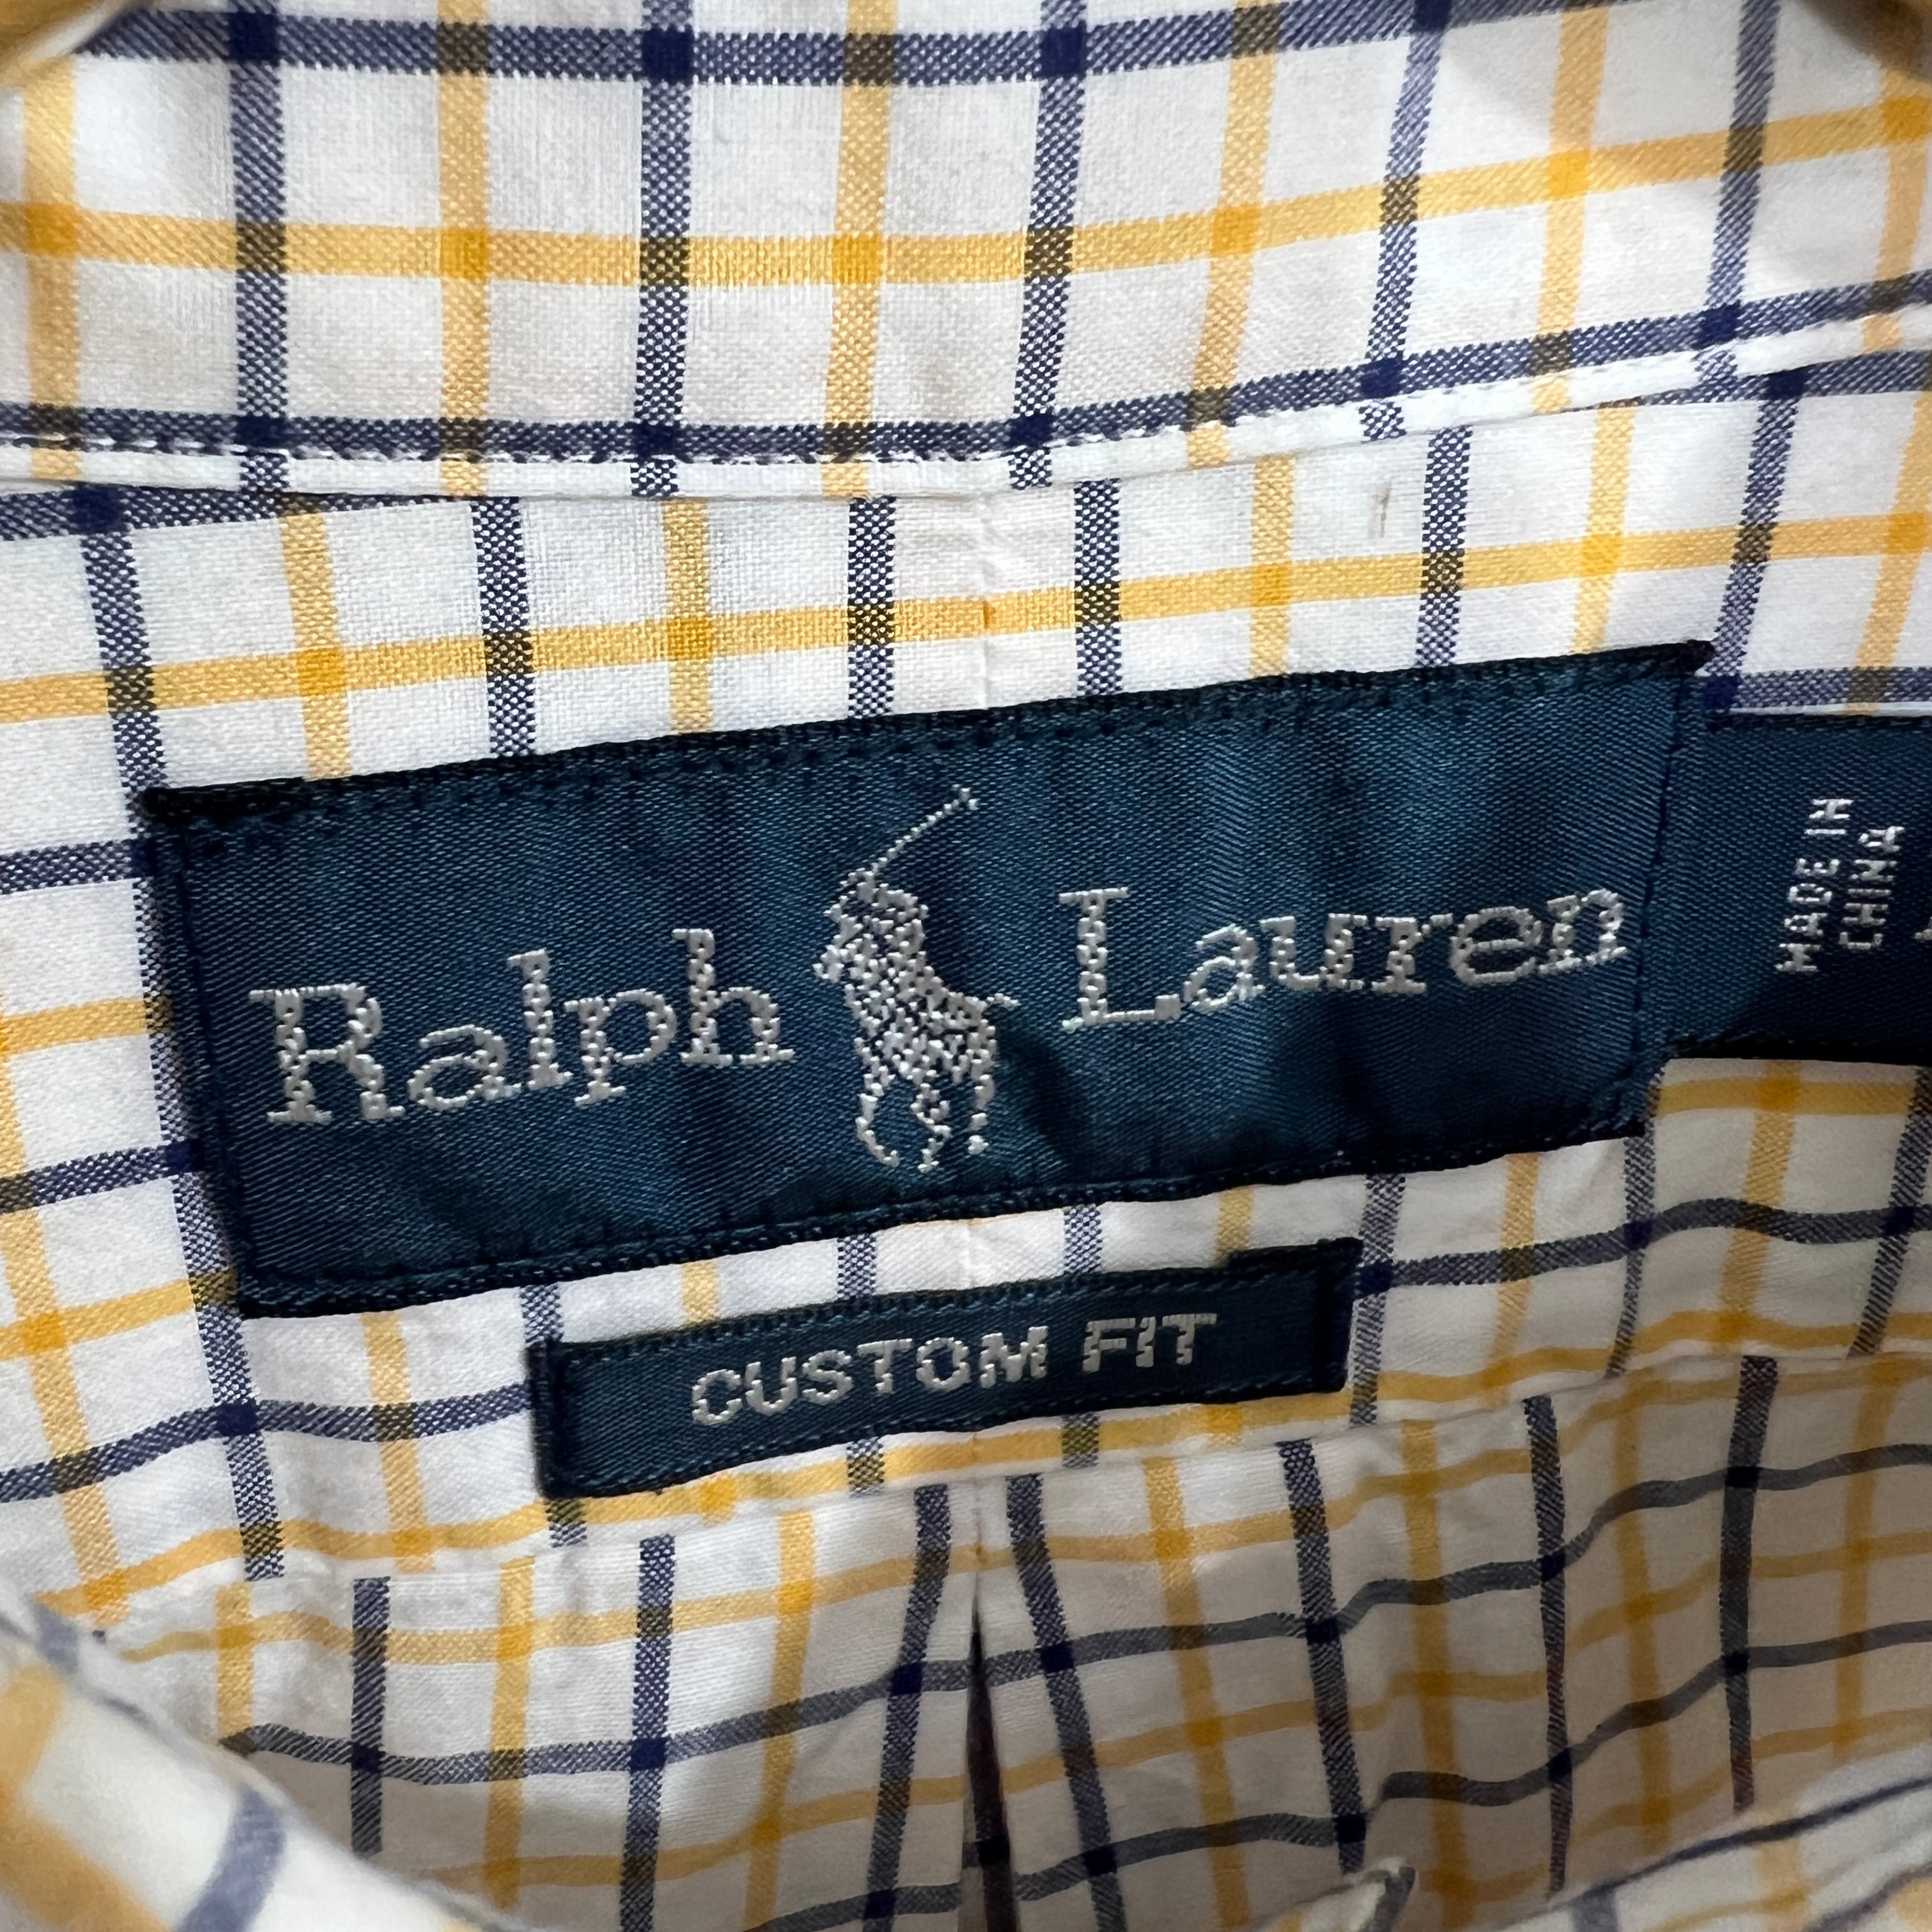 Ralph Lauren
MADE IN
CHINA
CUSTOM FIT